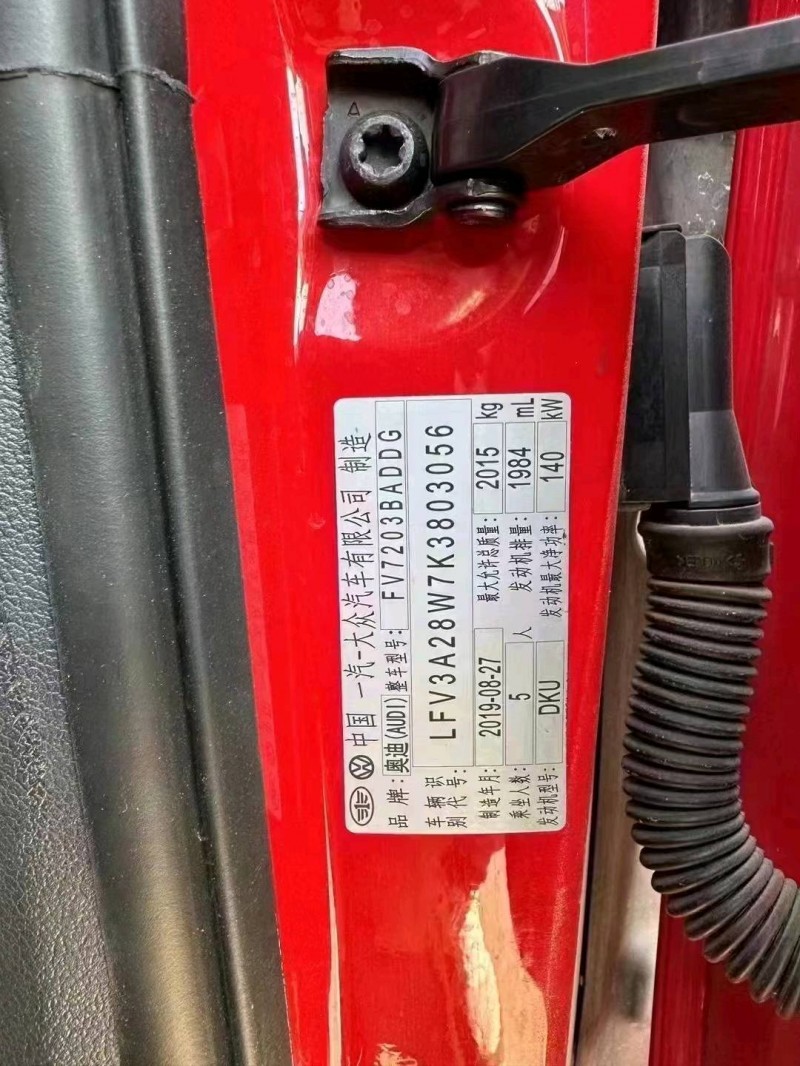 中国 一汽-大众汽车有限公司 制造
品牌: 奥迪(AUDI) 整车型号: FV7203BADDG
车辆识别代号: LFV3A28W7K3803056
制造年月: 2019-08-27 最大允许总质量: 2015 kg
乘坐人数: 5 人 发动机排量: 1984 mL
发动机型号: DKU 发动机最大净功率: 140 kW